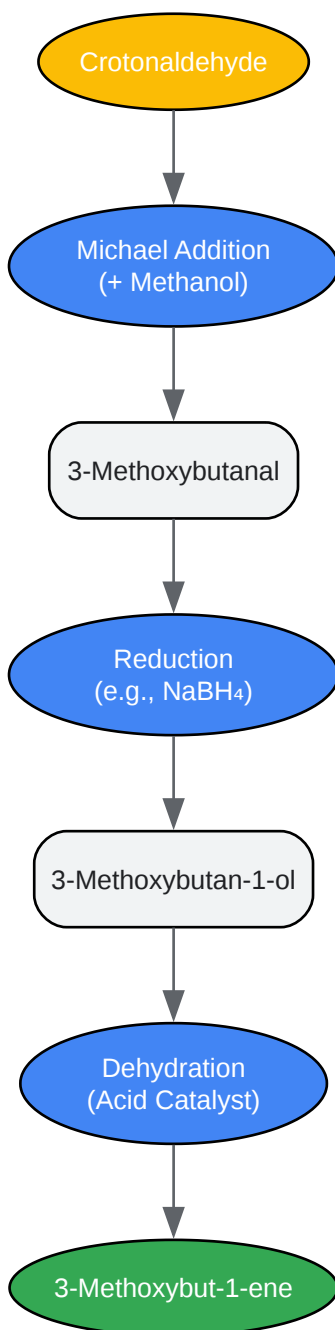 Crotonaldehyde
Michael Addition
(+ Methanol)
3-Methoxybutanal
Reduction
(e.g., NaBH₄)
3-Methoxybutan-1-ol
Dehydration
(Acid Catalyst)
3-Methoxybut-1-ene